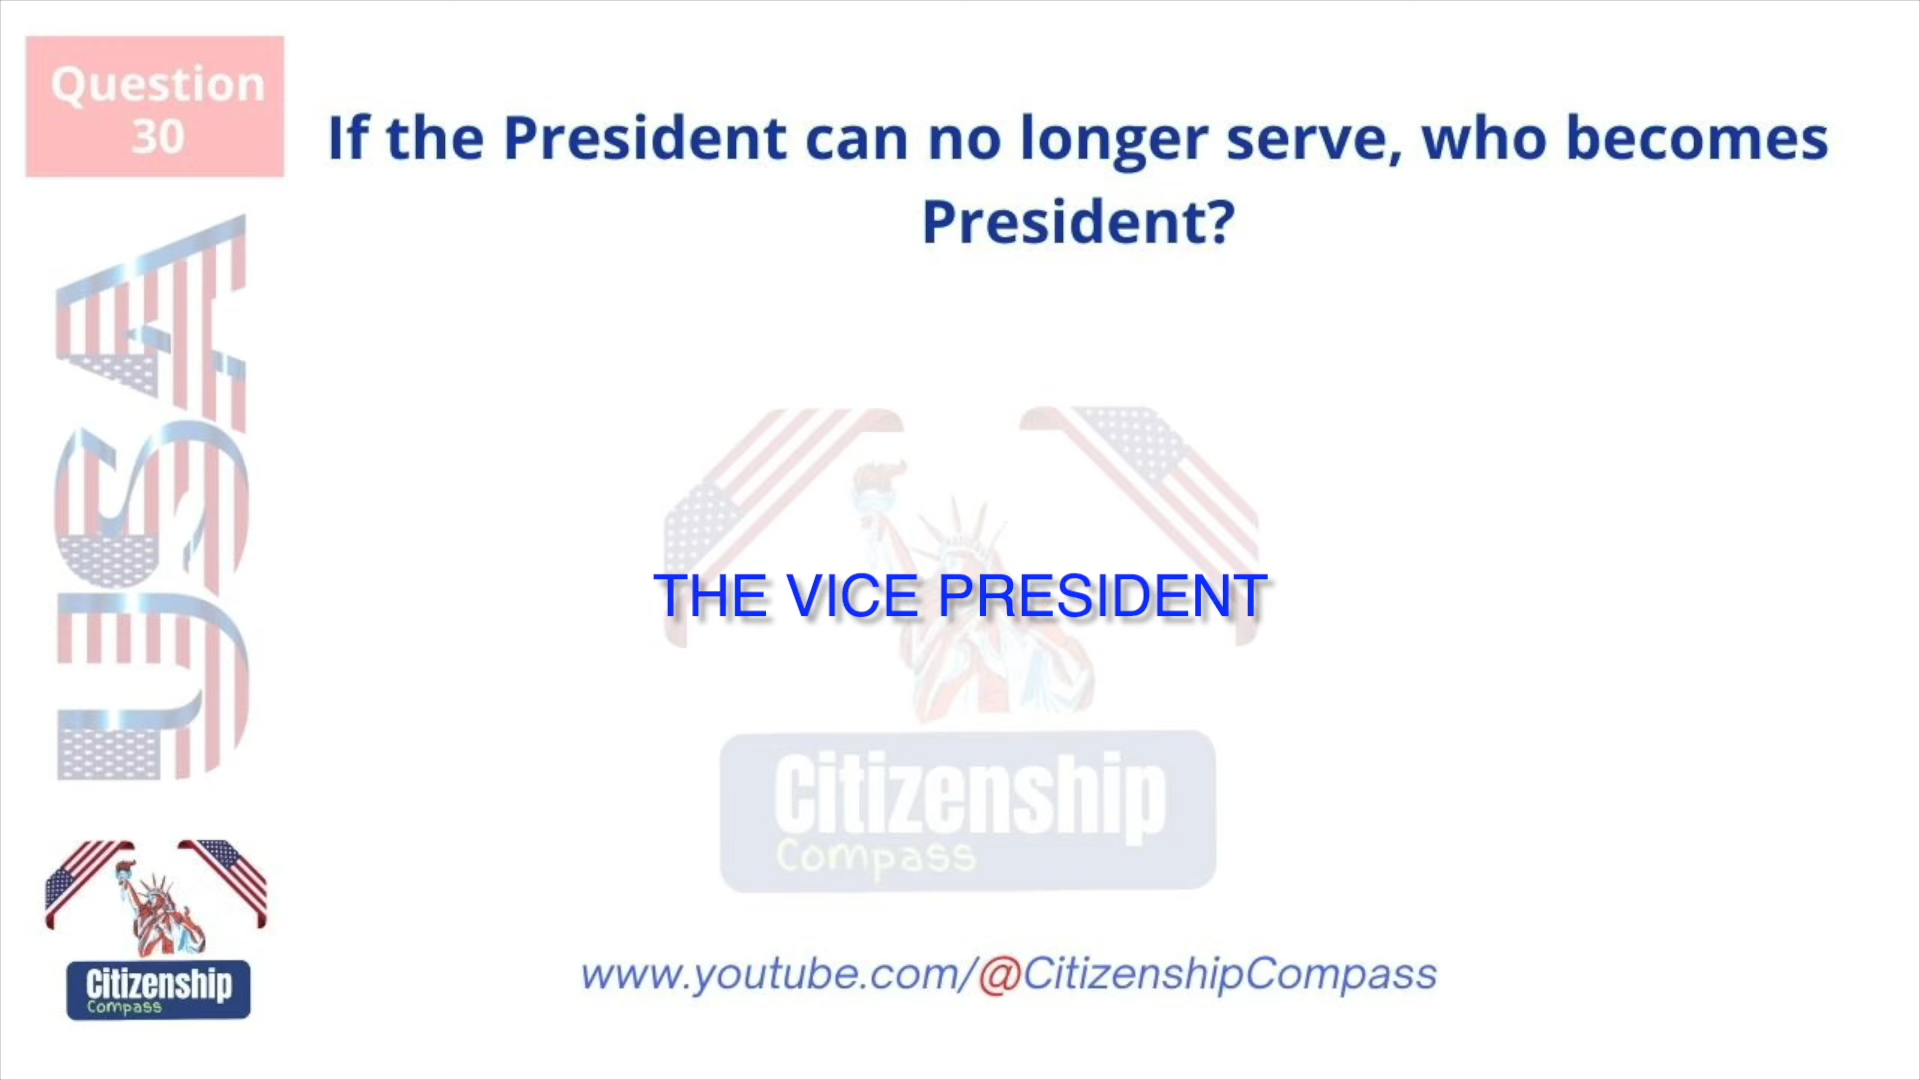 Question
30
If the President can no longer serve, who becomes
President?
THE VICE PRESIDENT
Citizenship
Compass
Citizenship
Compass
www.youtube.com/@CitizenshipCompass
USA